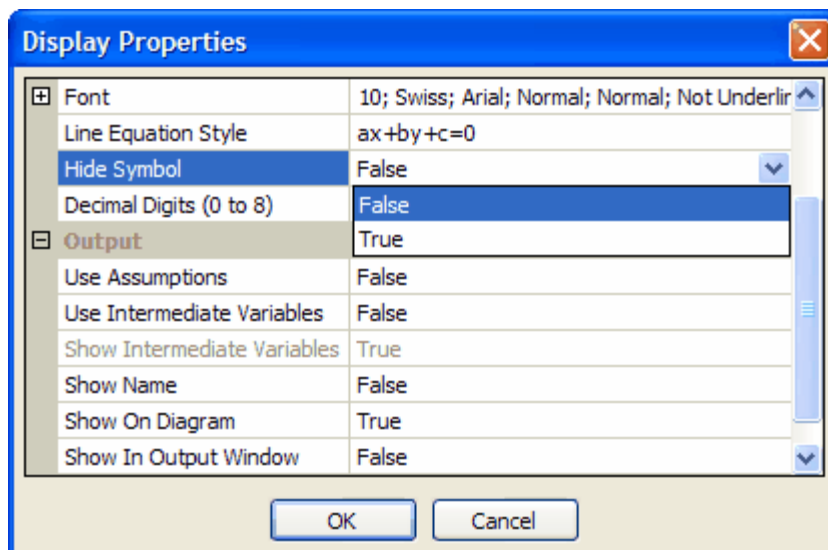 Display Properties
Font 10; Swiss; Arial; Normal; Normal; Not Underlin
Line Equation Style ax+by+c=0
Hide Symbol False
Decimal Digits (0 to 8) False
Output True
Use Assumptions False
Use Intermediate Variables False
Show Intermediate Variables True
Show Name False
Show On Diagram True
Show In Output Window False
OK Cancel